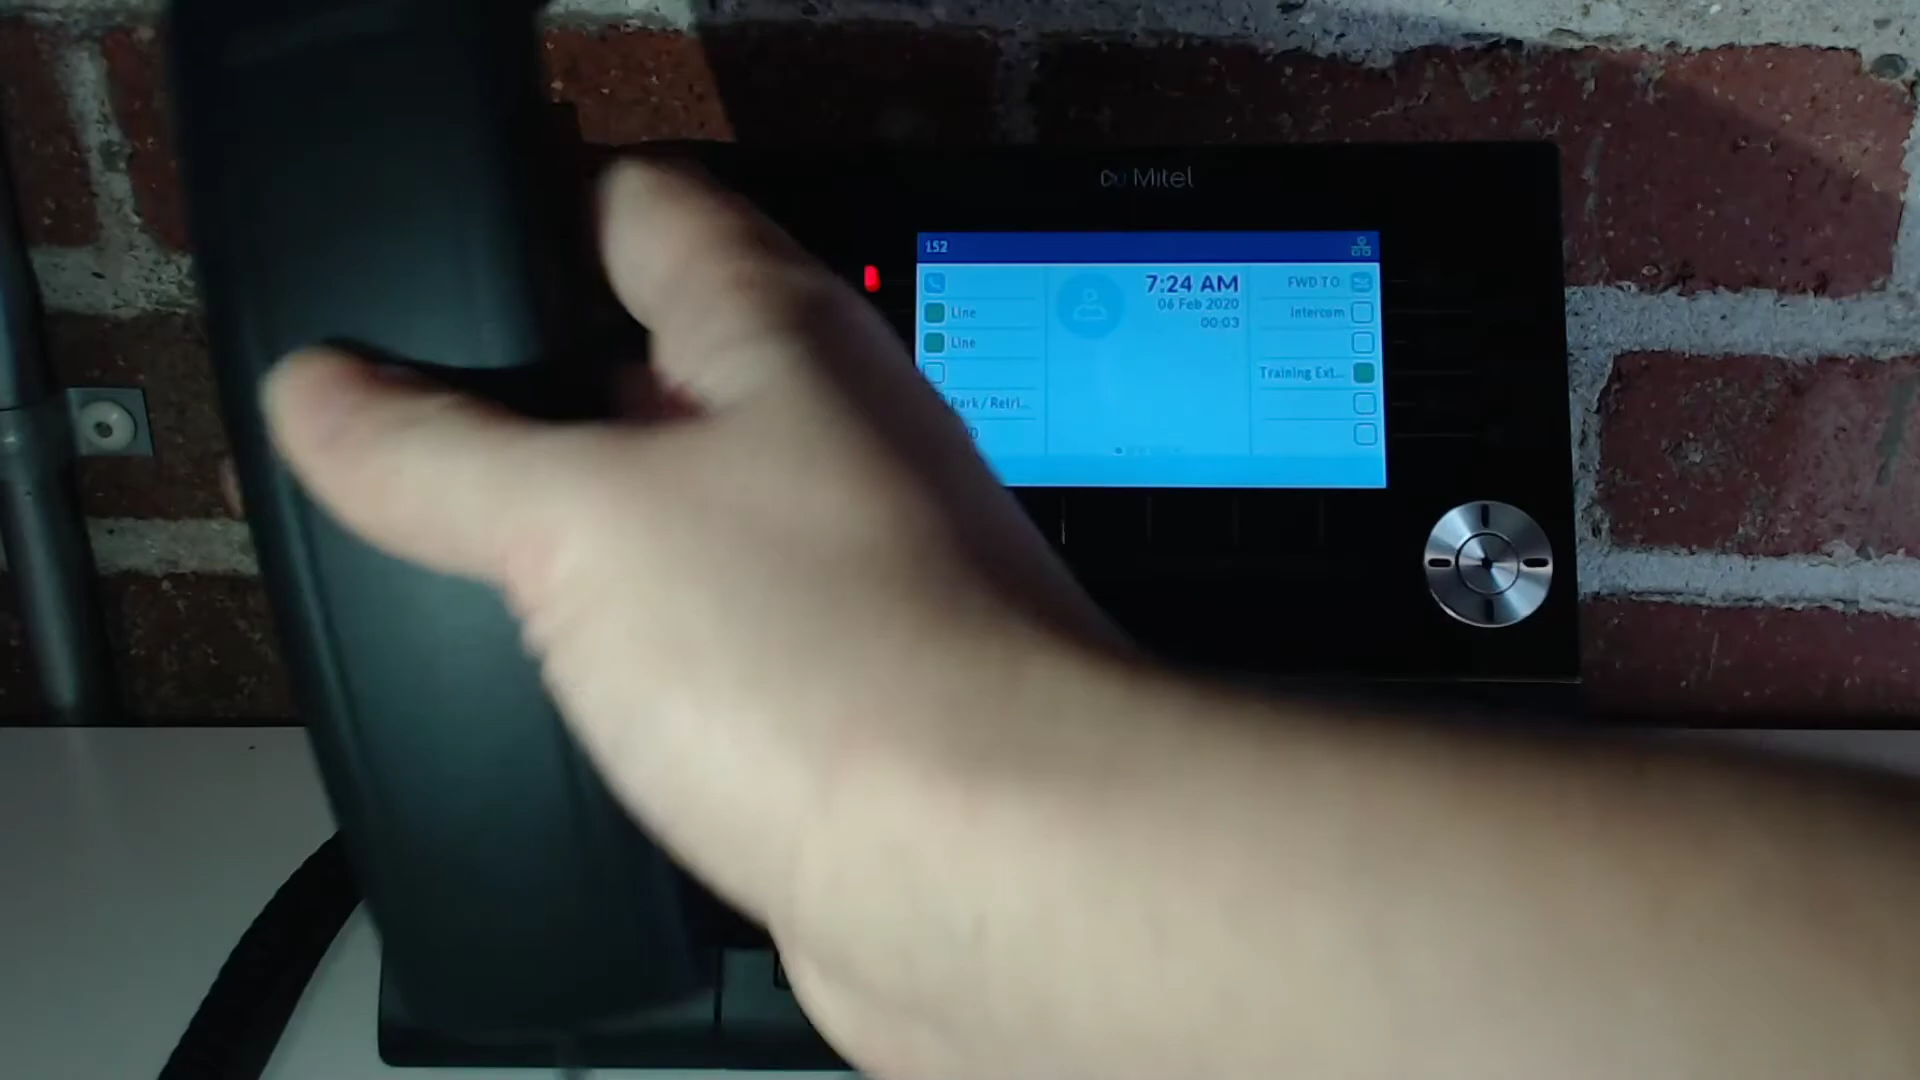 Mitel
152
7:24 AM
06 Feb 2020
00:03
FWD TO
Line
Intercom
Line
Training Ext...
Park / Retri...